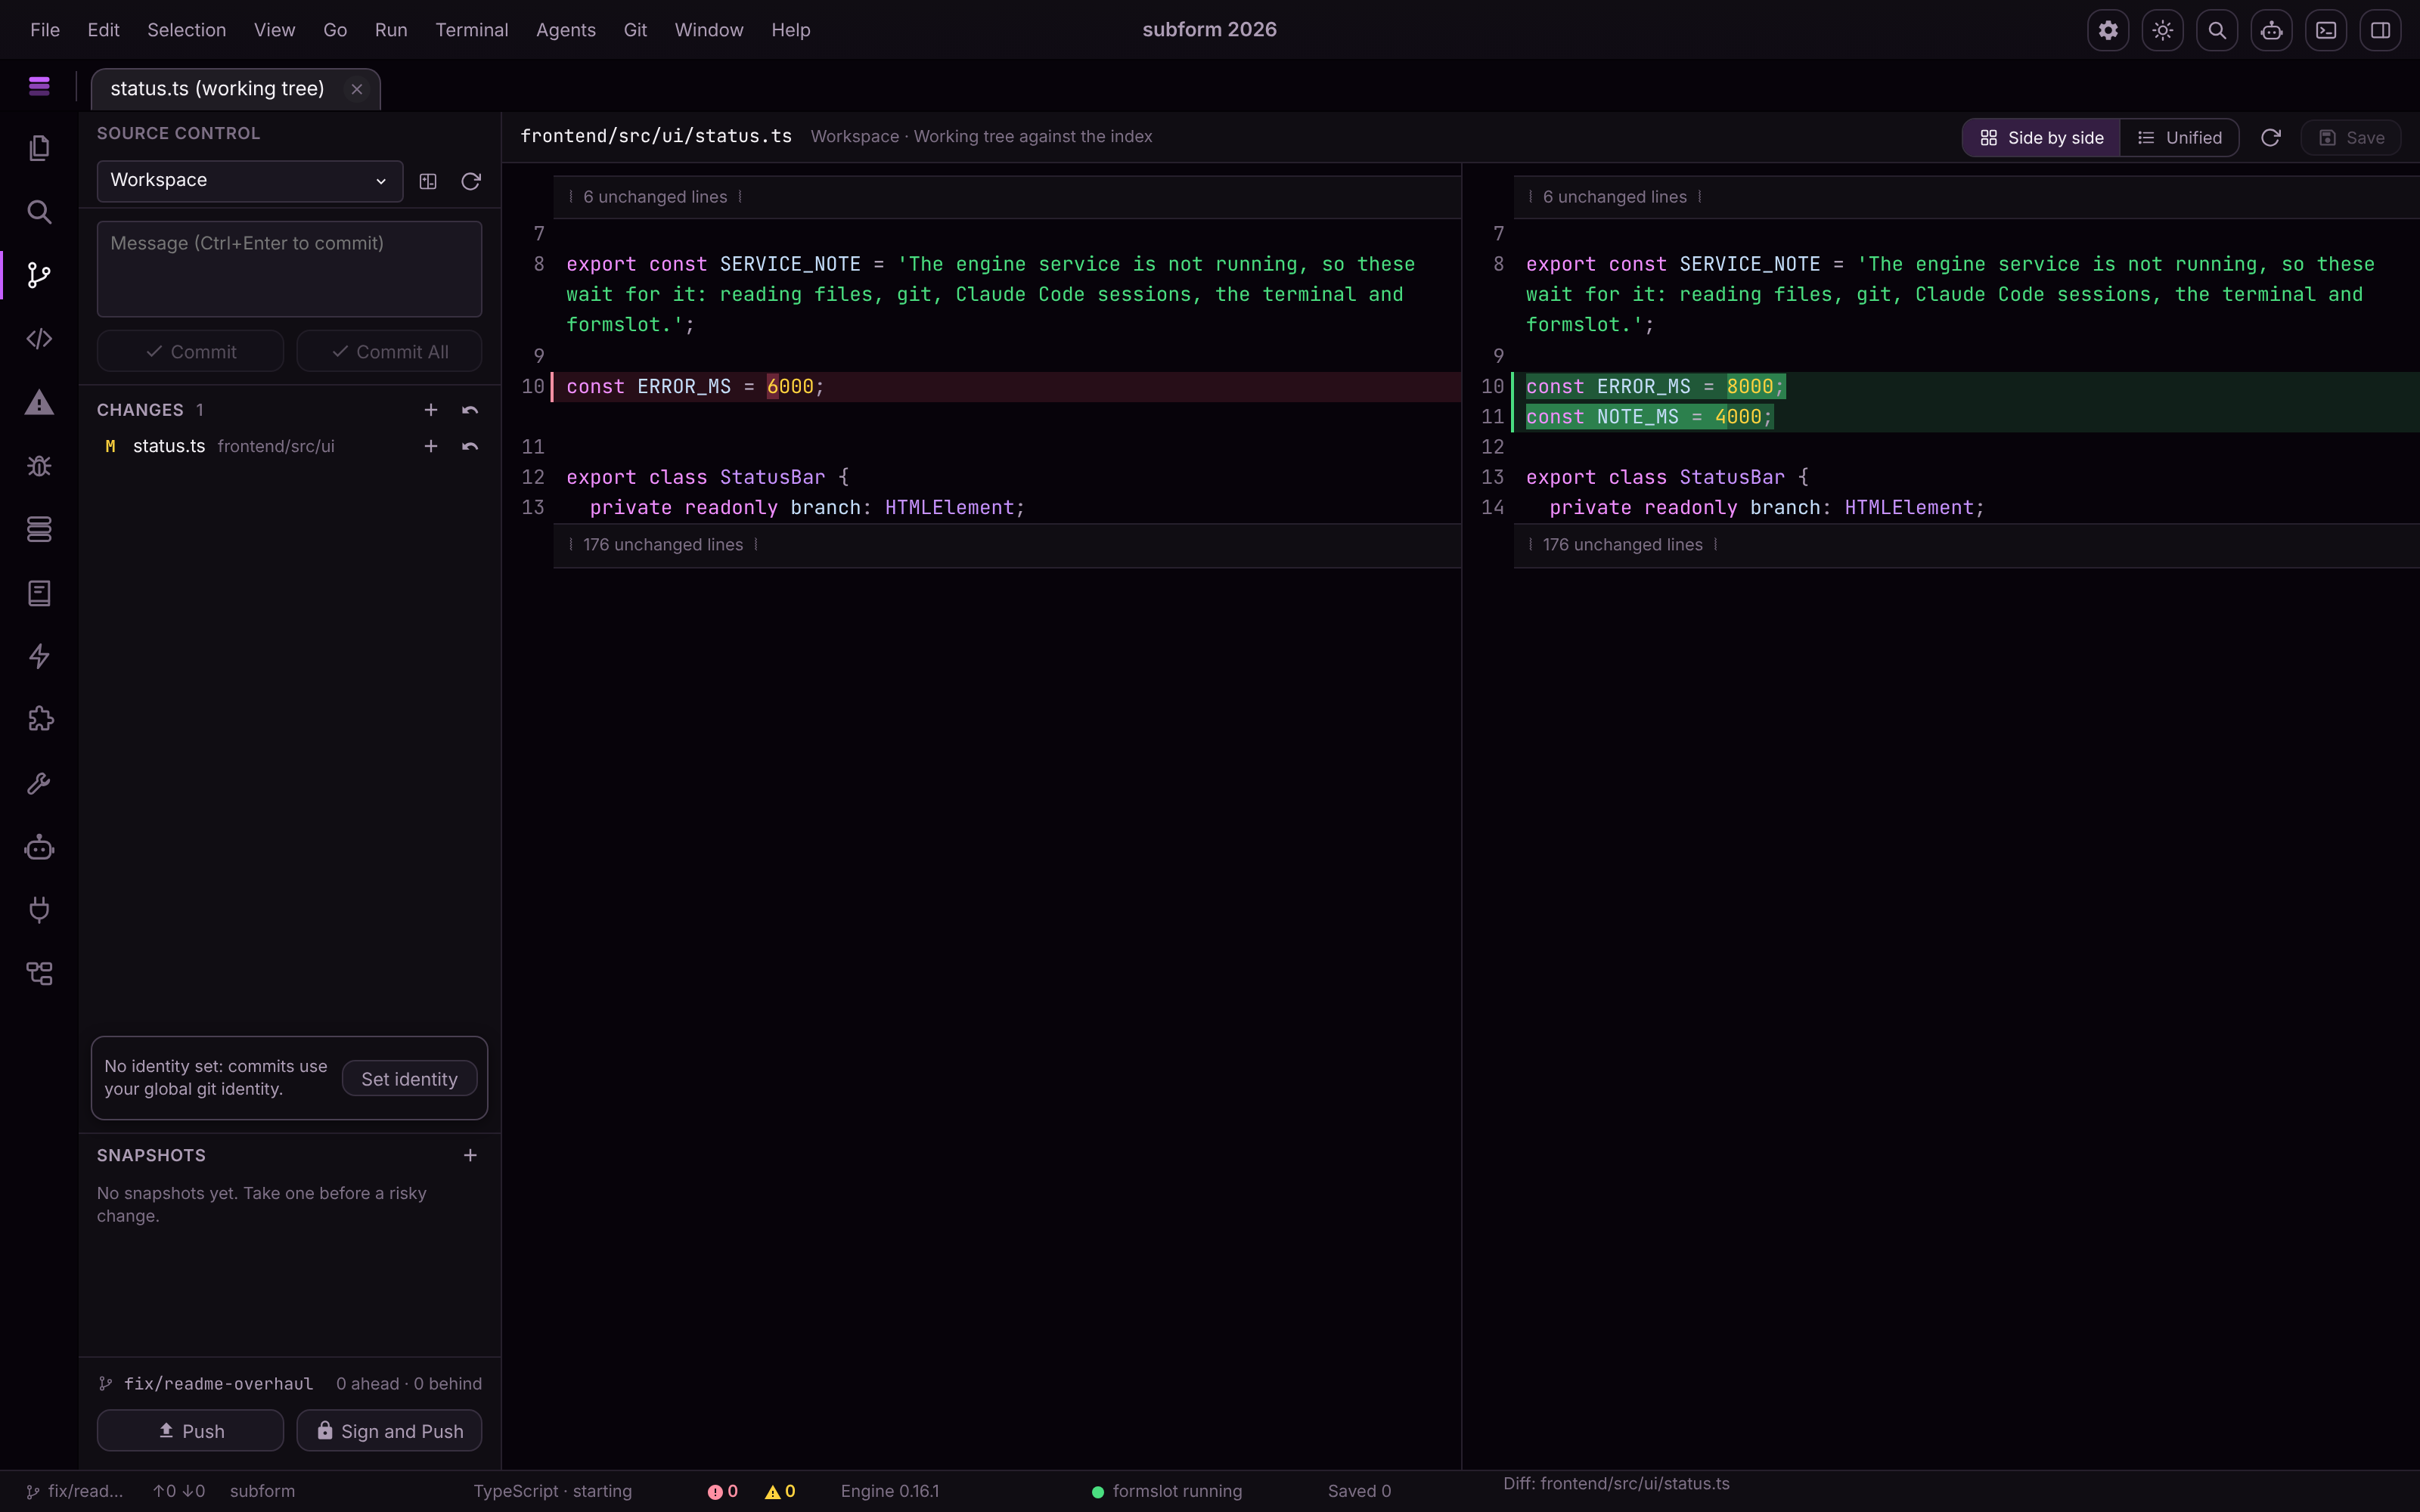 File Edit Selection View Go Run Terminal Agents Git Window Help
subform 2026
status.ts (working tree)
SOURCE CONTROL
Workspace
Message (Ctrl+Enter to commit)
Commit
Commit All
CHANGES 1
M status.ts frontend/src/ui
No identity set: commits use
your global git identity.
Set identity
SNAPSHOTS
No snapshots yet. Take one before a risky
change.
fix/readme-overhaul 0 ahead · 0 behind
Push
Sign and Push
frontend/src/ui/status.ts Workspace · Working tree against the index
Side by side
Unified
Save
6 unchanged lines
7
8 export const SERVICE_NOTE = 'The engine service is not running, so these
wait for it: reading files, git, Claude Code sessions, the terminal and
formslot.';
9
10 const ERROR_MS = 6000;
11
12 export class StatusBar {
13 private readonly branch: HTMLElement;
176 unchanged lines
6 unchanged lines
7
8 export const SERVICE_NOTE = 'The engine service is not running, so these
wait for it: reading files, git, Claude Code sessions, the terminal and
formslot.';
9
10 const ERROR_MS = 8000;
11 const NOTE_MS = 4000;
12
13 export class StatusBar {
14 private readonly branch: HTMLElement;
176 unchanged lines
fix/read... ↑0 ↓0 subform TypeScript · starting 0 0 Engine 0.16.1 formslot running Saved 0 Diff: frontend/src/ui/status.ts